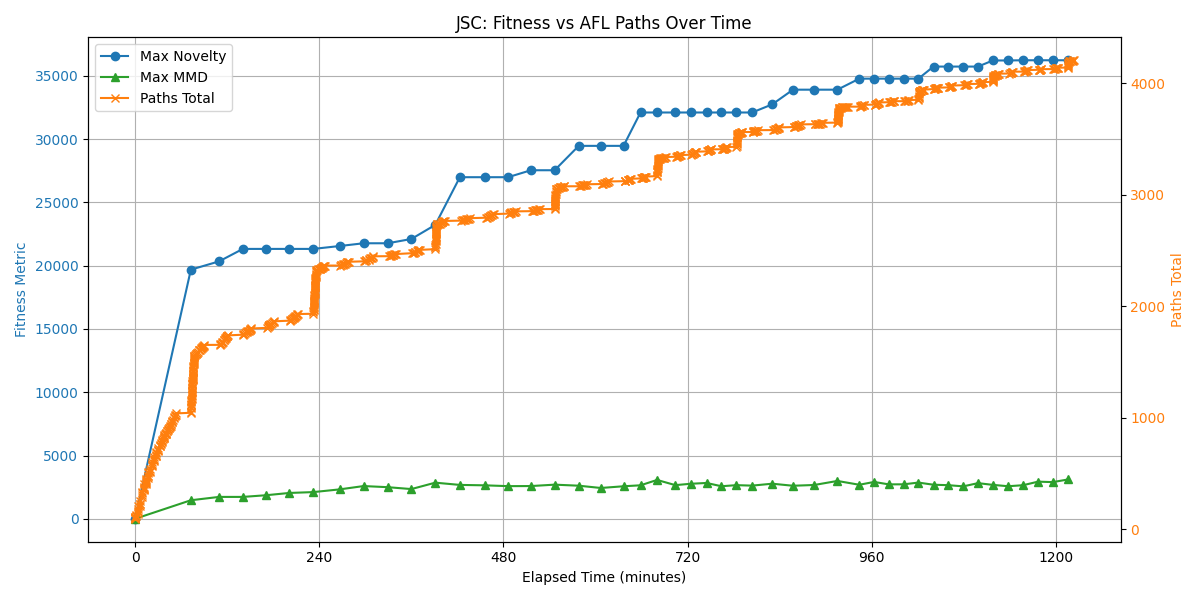 JSC: Fitness vs AFL Paths Over Time
Max Novelty
Max MMD
Paths Total
Fitness Metric
35000
30000
25000
20000
15000
10000
5000
0
4000
3000
2000
1000
0
Paths Total
0 240 480 720 960 1200
Elapsed Time (minutes)